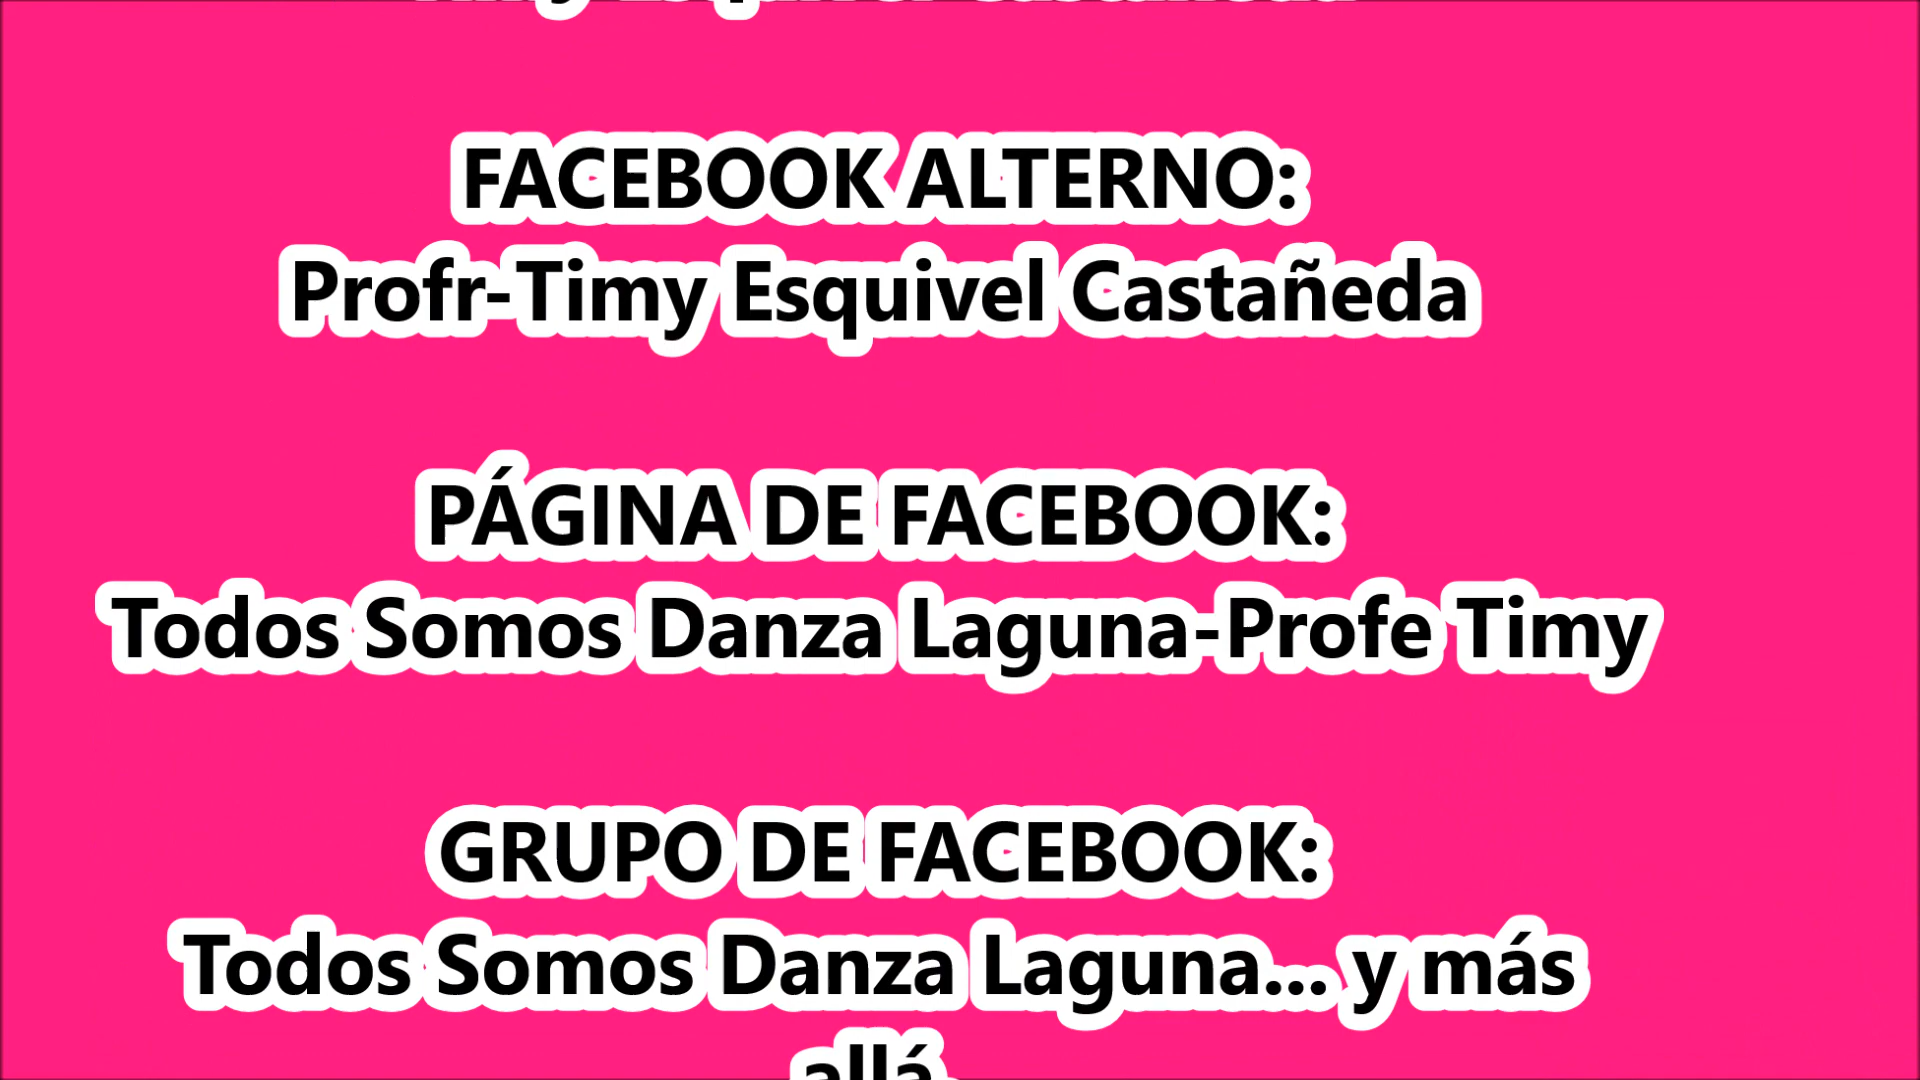 FACEBOOK ALTERNO:
Profr-Timy Esquivel Castañeda
PÁGINA DE FACEBOOK:
Todos Somos Danza Laguna-Profe Timy
GRUPO DE FACEBOOK:
Todos Somos Danza Laguna... y más
allá